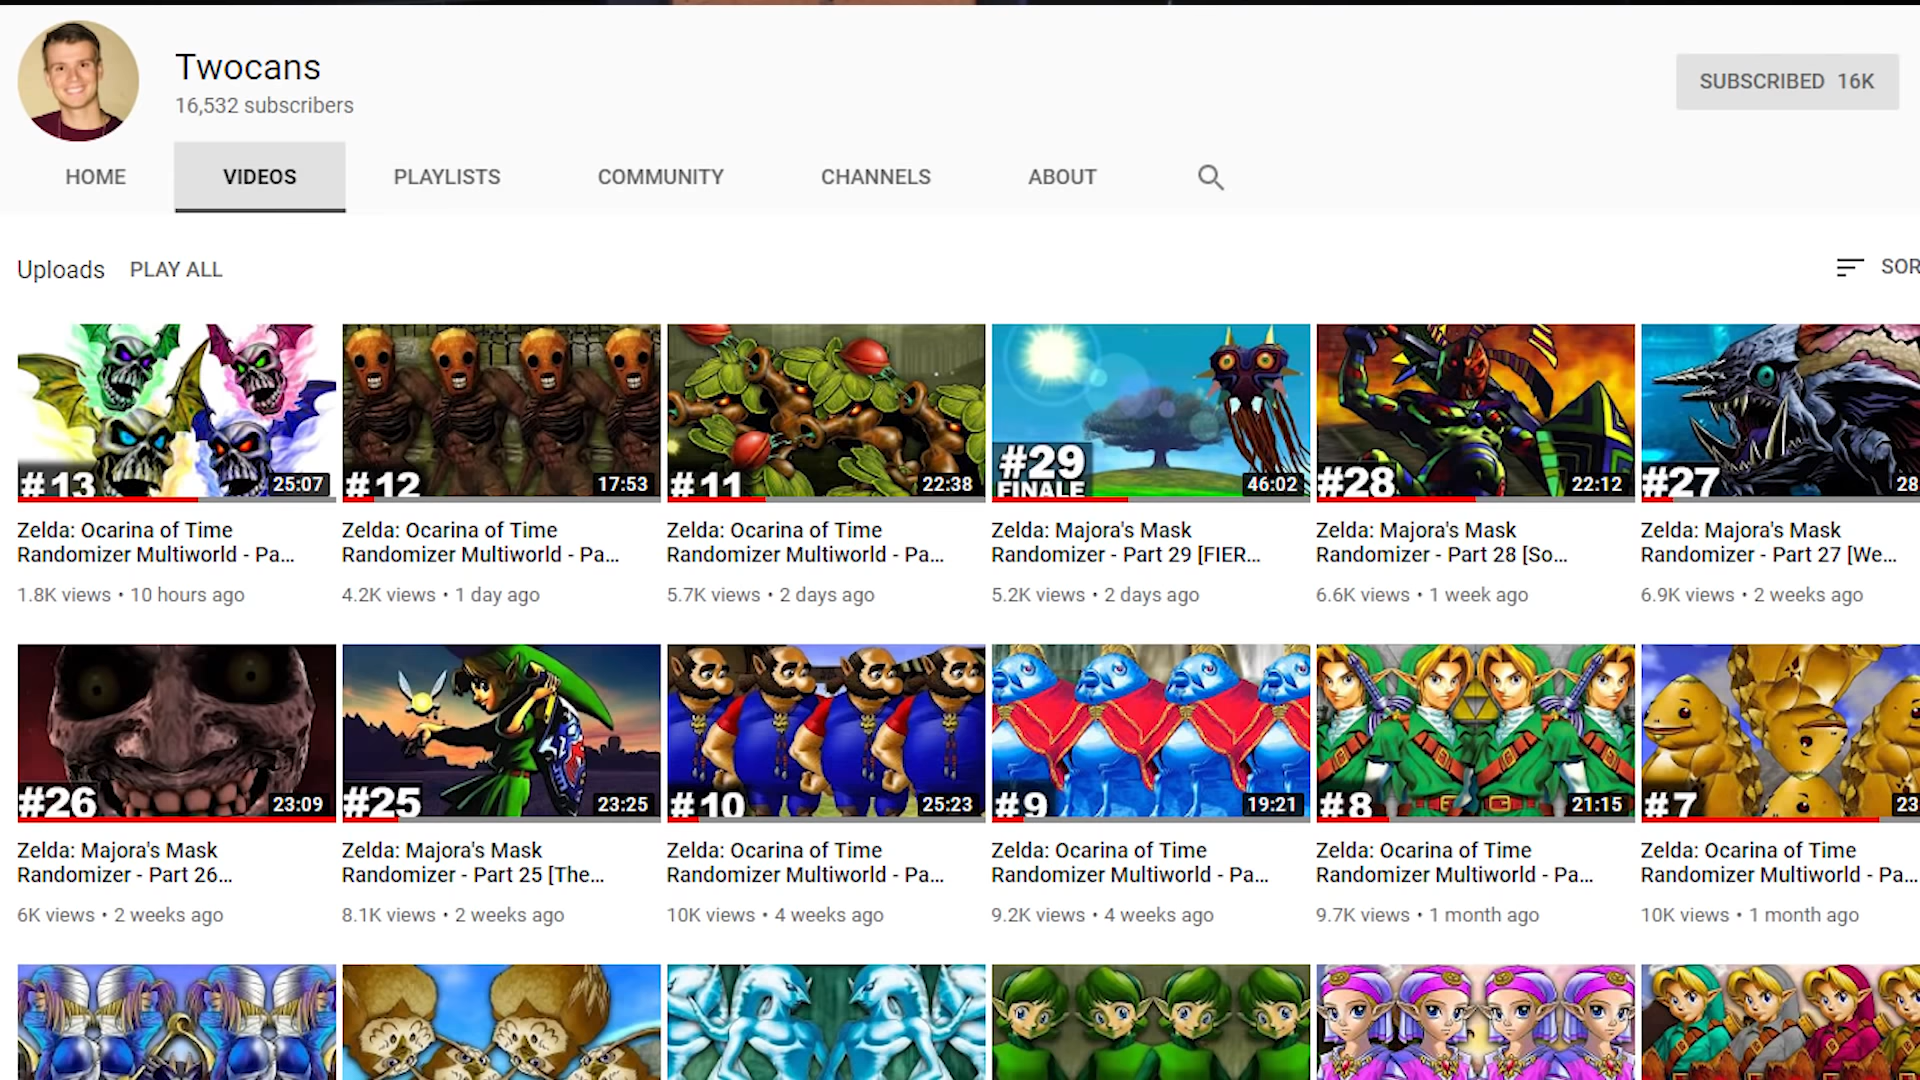 Twocans
16,532 subscribers
SUBSCRIBED 16K
HOME VIDEOS PLAYLISTS COMMUNITY CHANNELS ABOUT
Uploads PLAY ALL
SOR
#13 25:07
#12 17:53
#11 22:38
#29
FINALE 46:02
#28 22:12
#27 28
Zelda: Ocarina of Time
Randomizer Multiworld - Pa...
1.8K views • 10 hours ago
Zelda: Ocarina of Time
Randomizer Multiworld - Pa...
4.2K views • 1 day ago
Zelda: Ocarina of Time
Randomizer Multiworld - Pa...
5.7K views • 2 days ago
Zelda: Majora's Mask
Randomizer - Part 29 [FIER...
5.2K views • 2 days ago
Zelda: Majora's Mask
Randomizer - Part 28 [So...
6.6K views • 1 week ago
Zelda: Majora's Mask
Randomizer - Part 27 [We...
6.9K views • 2 weeks ago
#26 23:09
#25 23:25
#10 25:23
#9 19:21
#8 21:15
#7 23
Zelda: Majora's Mask
Randomizer - Part 26...
6K views • 2 weeks ago
Zelda: Majora's Mask
Randomizer - Part 25 [The...
8.1K views • 2 weeks ago
Zelda: Ocarina of Time
Randomizer Multiworld - Pa...
10K views • 4 weeks ago
Zelda: Ocarina of Time
Randomizer Multiworld - Pa...
9.2K views • 4 weeks ago
Zelda: Ocarina of Time
Randomizer Multiworld - Pa...
9.7K views • 1 month ago
Zelda: Ocarina of Time
Randomizer Multiworld - Pa...
10K views • 1 month ago